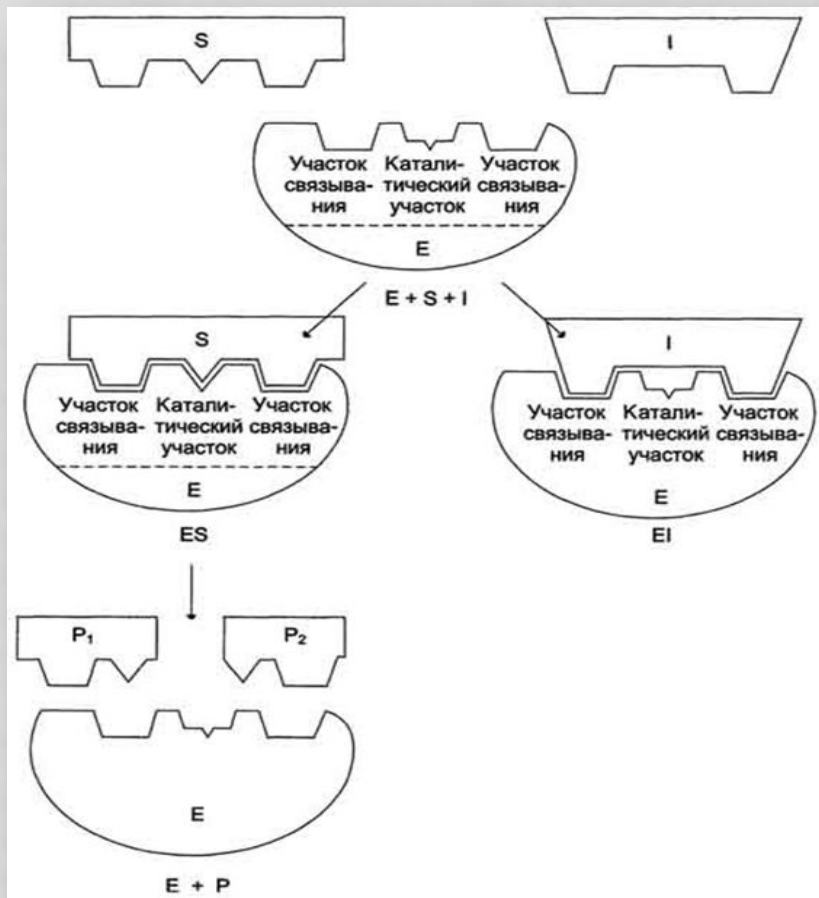 S
I
Участок Катали- Участок
связыва- тический связыва-
ния участок ния
E
E + S + I
S
Участок Катали- Участок
связыва- тический связыва-
ния участок ния
E
ES
I
Участок Катали- Участок
связыва- тический связыва-
ния участок ния
E
EI
P₁
P₂
E
E + P